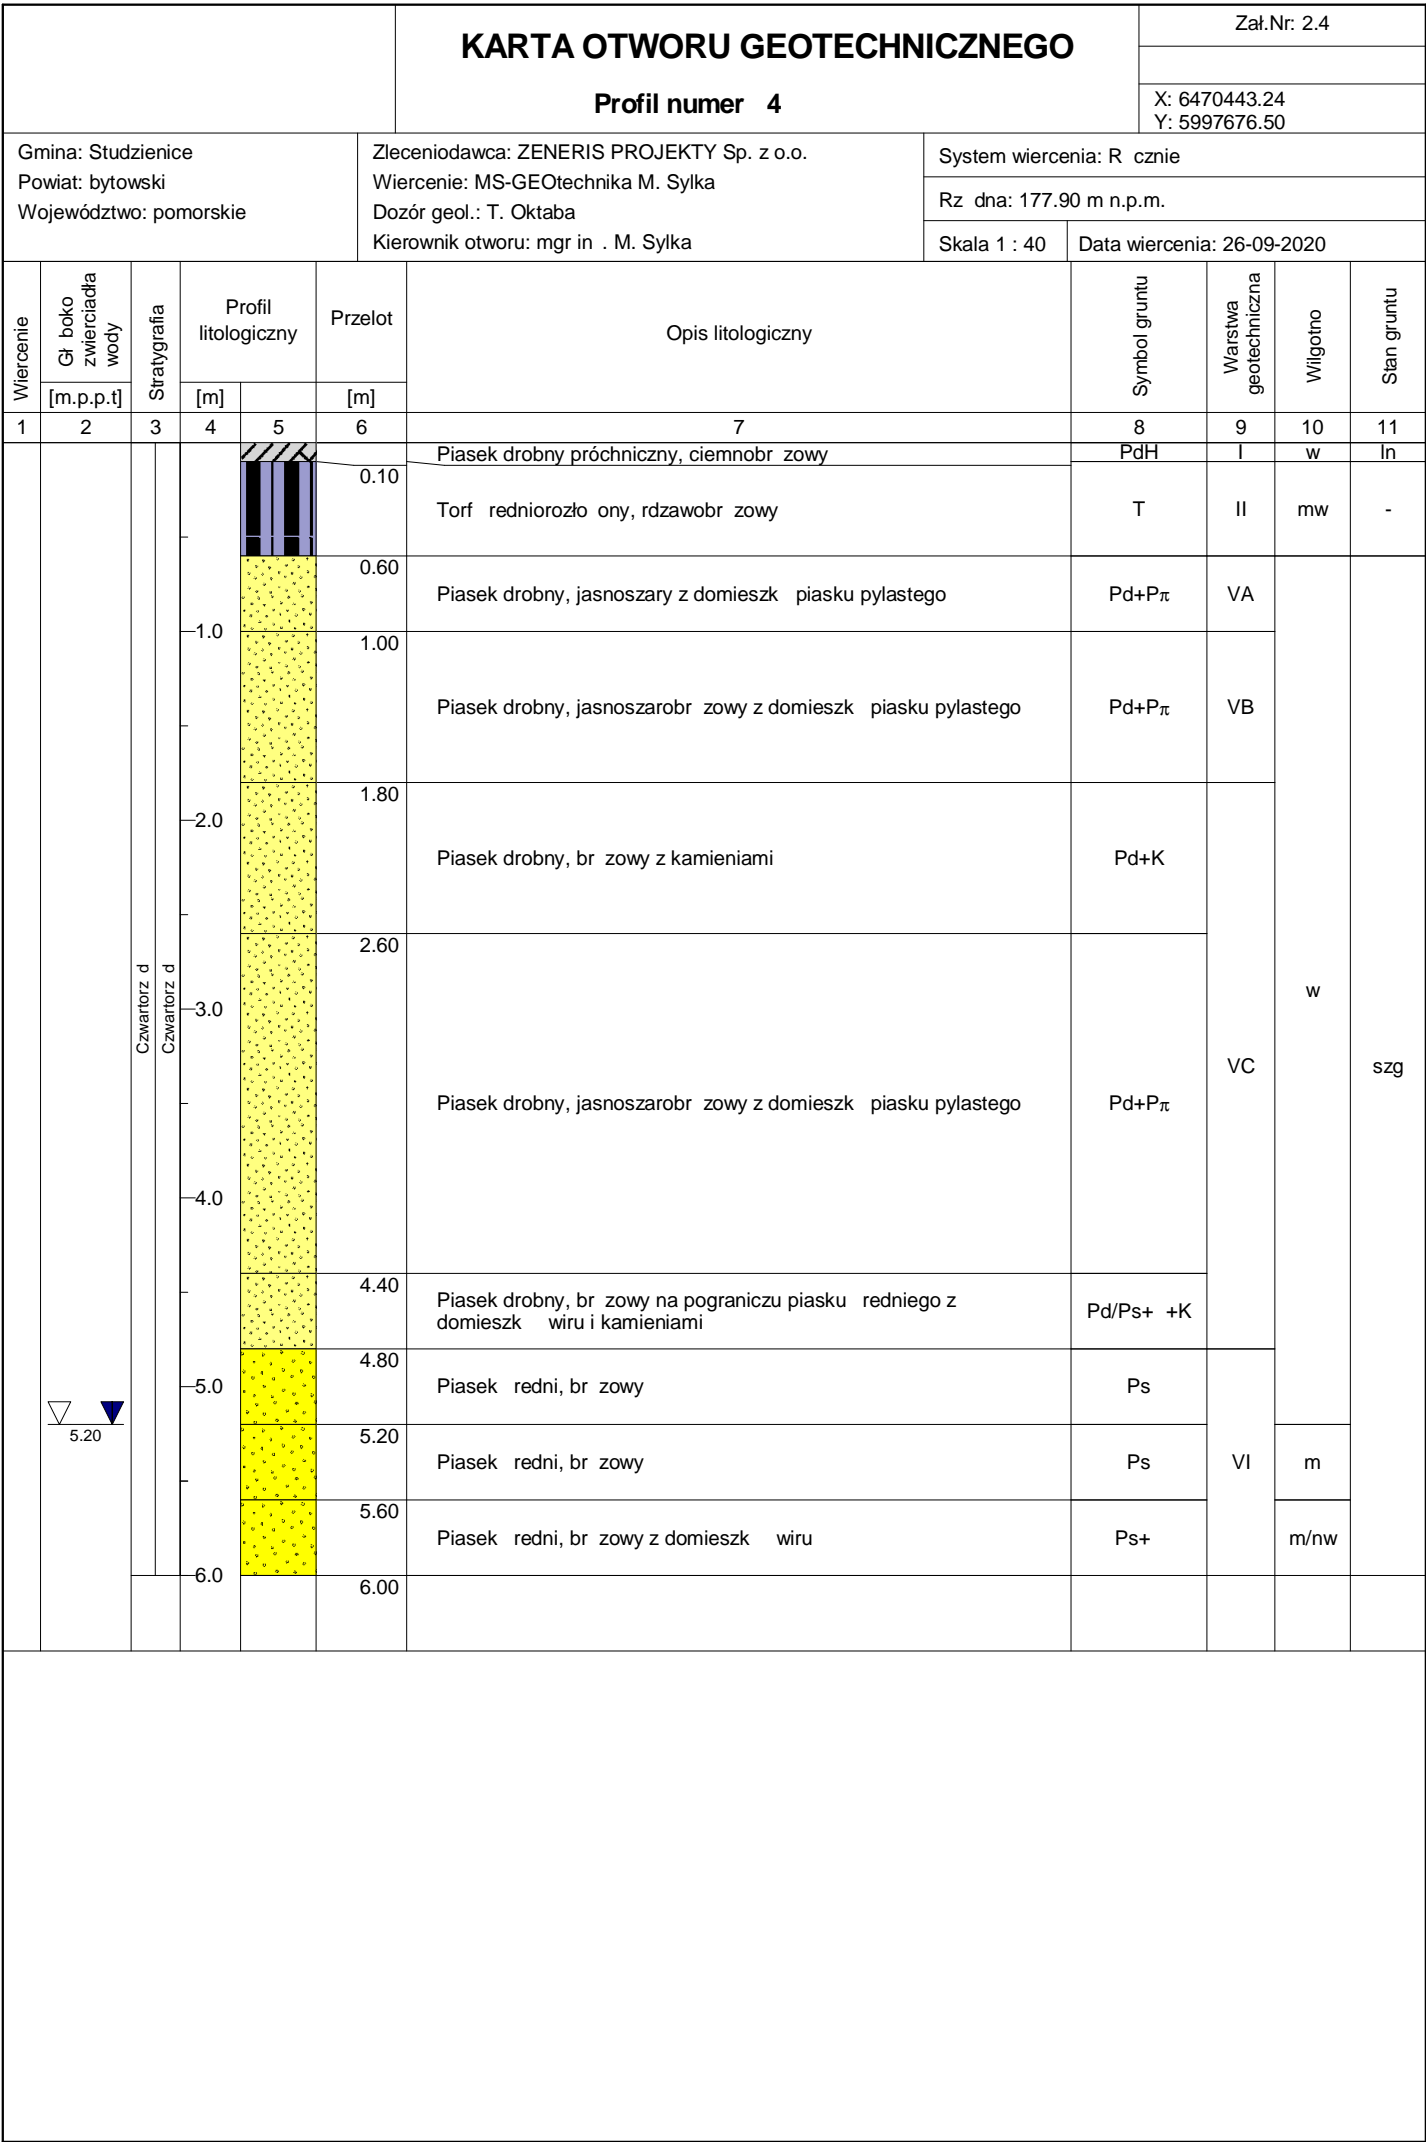 KARTA OTWORU GEOTECHNICZNEGO
Profil numer 4
Zał.Nr: 2.4
X: 6470443.24
Y: 5997676.50
Gmina: Studzienice
Powiat: bytowski
Województwo: pomorskie
Zleceniodawca: ZENERIS PROJEKTY Sp. z o.o.
Wiercenie: MS-GEOtechnika M. Sylka
Dozór geol.: T. Oktaba
Kierownik otworu: mgr in . M. Sylka
System wiercenia: R cznie
Rz dna: 177.90 m n.p.m.
Skala 1 : 40
Data wiercenia: 26-09-2020
Wiercenie
Gł boko
zwierciadła
wody
[m.p.p.t]
Stratygrafia
Profil
litologiczny
[m]
Przelot
[m]
Opis litologiczny
Symbol gruntu
Warstwa
geotechniczna
Wilgotno
Stan gruntu
1 2 3 4 5 6 7 8 9 10 11
Piasek drobny próchniczny, ciemnobr zowy PdH I w ln
0.10
Torf redniorozło ony, rdzawobr zowy T II mw -
0.60
Piasek drobny, jasnoszary z domieszk piasku pylastego Pd+Pπ VA
1.0
1.00
Piasek drobny, jasnoszarobr zowy z domieszk piasku pylastego Pd+Pπ VB
1.80
2.0
Piasek drobny, br zowy z kamieniami Pd+K
2.60
Czwartorz d
Czwartorz d
3.0
w
VC
szg
Piasek drobny, jasnoszarobr zowy z domieszk piasku pylastego Pd+Pπ
4.0
4.40
Piasek drobny, br zowy na pograniczu piasku redniego z
domieszk wiru i kamieniami
Pd/Ps+ +K
4.80
5.0
Piasek redni, br zowy Ps
5.20
5.20
Piasek redni, br zowy Ps VI m
5.60
Piasek redni, br zowy z domieszk wiru Ps+ m/nw
6.0
6.00